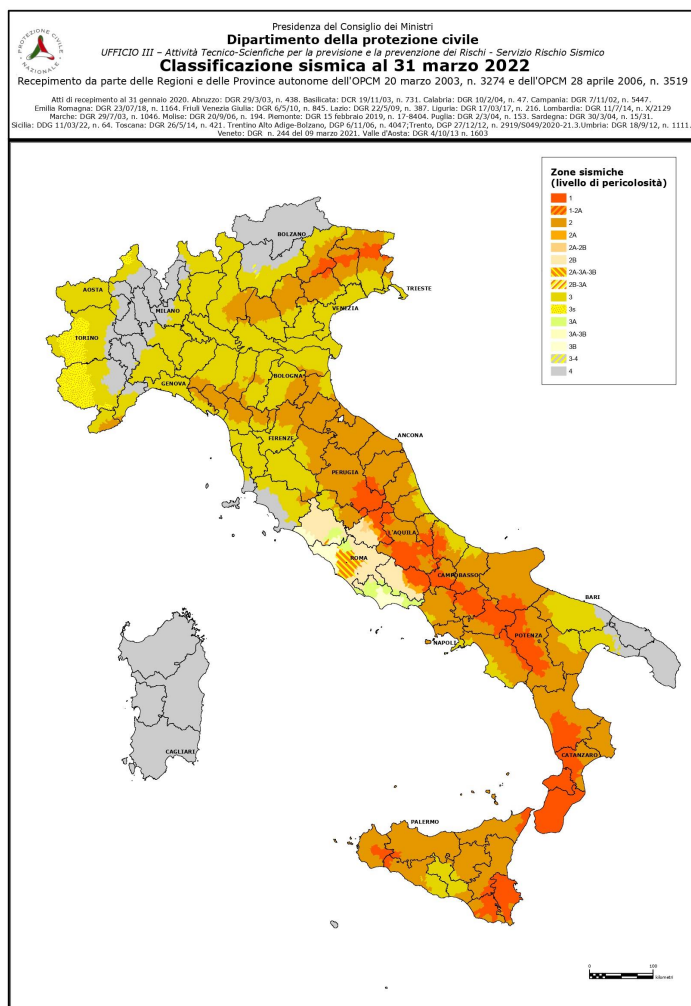 PROTEZIONE CIVILE
NAZIONALE
Presidenza del Consiglio dei Ministri
Dipartimento della protezione civile
UFFICIO III – Attività Tecnico-Scienfiche per la previsione e la prevenzione dei Rischi - Servizio Rischio Sismico
Classificazione sismica al 31 marzo 2022
Recepimento da parte delle Regioni e delle Province autonome dell'OPCM 20 marzo 2003, n. 3274 e dell'OPCM 28 aprile 2006, n. 3519
Atti di recepimento al 31 gennaio 2020. Abruzzo: DGR 29/3/03, n. 438. Basilicata: DCR 19/11/03, n. 731. Calabria: DGR 10/2/04, n. 47. Campania: DGR 7/11/02, n. 5447.
Emilia Romagna: DGR 23/07/18, n. 1164. Friuli Venezia Giulia: DGR 6/5/10, n. 845. Lazio: DGR 22/5/09, n. 387. Liguria: DGR 17/03/17, n. 216. Lombardia: DGR 11/7/14, n. X/2129
Marche: DGR 29/7/03, n. 1046. Molise: DGR 20/9/06, n. 194. Piemonte: DGR 15 febbraio 2019, n. 17-8404. Puglia: DGR 2/3/04, n. 153. Sardegna: DGR 30/3/04, n. 15/31.
Sicilia: DDG 11/03/22, n. 64. Toscana: DGR 26/5/14, n. 421. Trentino Alto Adige-Bolzano, DGP 6/11/06, n. 4047;Trento, DGP 27/12/12, n. 2919/S049/2020-21.3.Umbria: DGR 18/9/12, n. 1111.
Veneto: DGR n. 244 del 09 marzo 2021. Valle d'Aosta: DGR 4/10/13 n. 1603
Zone sismiche
(livello di pericolosità)
1
1-2A
2
2A
2A-2B
2B
2A-3A-3B
2B-3A
3
3s
3A
3A-3B
3B
3-4
4
BOLZANO
AOSTA
TRIESTE
MILANO
VENEZIA
TORINO
BOLOGNA
GENOVA
FIRENZE
ANCONA
PERUGIA
L'AQUILA
ROMA
CAMPOBASSO
BARI
NAPOLI
POTENZA
CAGLIARI
CATANZARO
PALERMO
0
100
kilometri